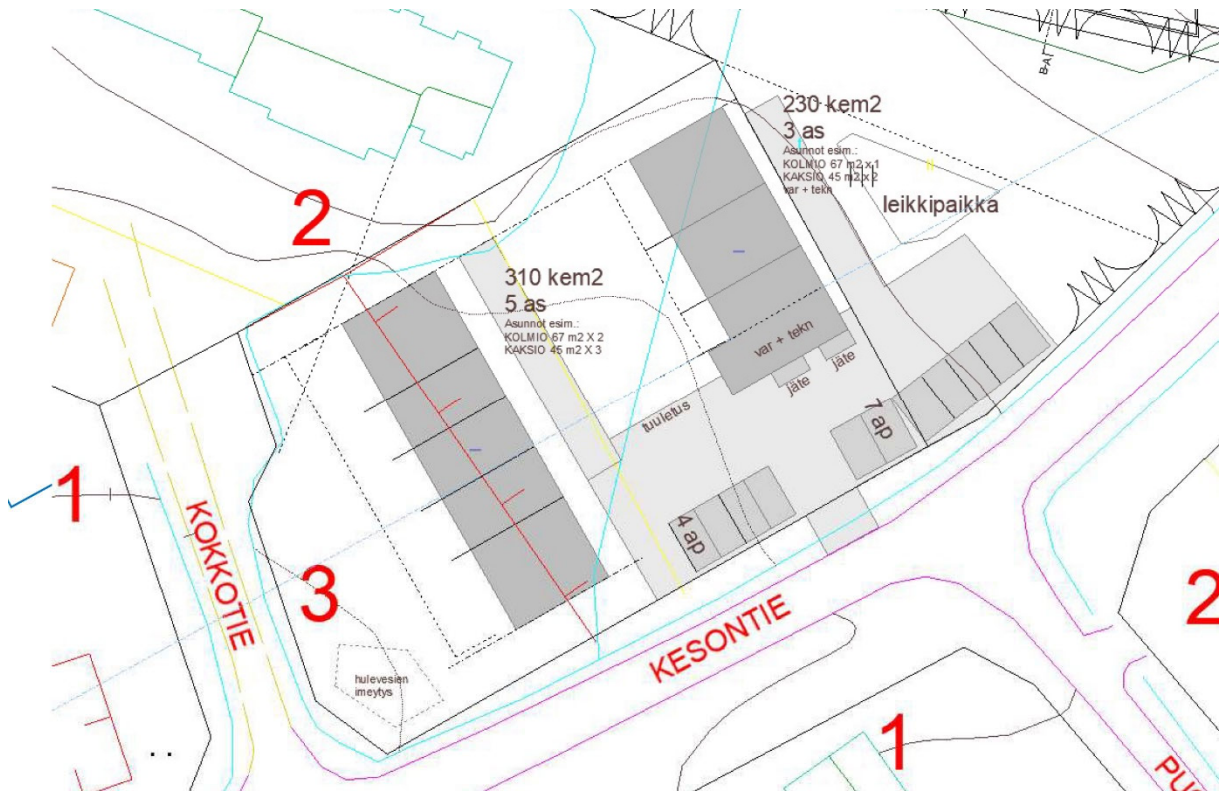 B-A
230 kem2
3 as
Asunnot esim.:
KOLMIO 67 m2 x 1
KAKSIO 45 m2 x 2
var + tekn
leikkipaikka
2
310 kem2
5 as
Asunnot esim.:
KOLMIO 67 m2 X 2
KAKSIO 45 m2 X 3
var + tekn
jäte
jäte
tuuletus
7 ap
4 ap
1
KOKKOTIE
3
KESONTIE
2
hulevesien
imeytys
1